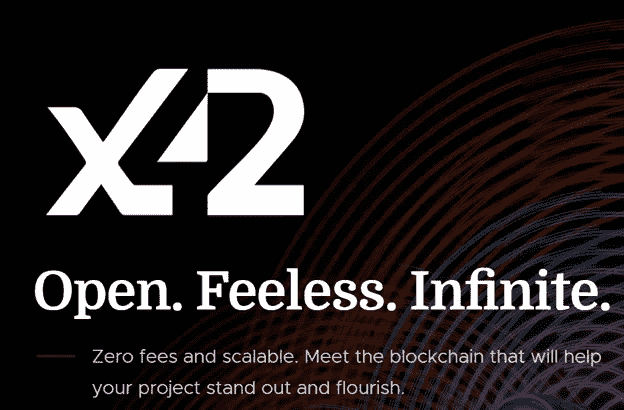 x42
Open. Feeless. Infinite.
Zero fees and scalable. Meet the blockchain that will help
your project stand out and flourish.